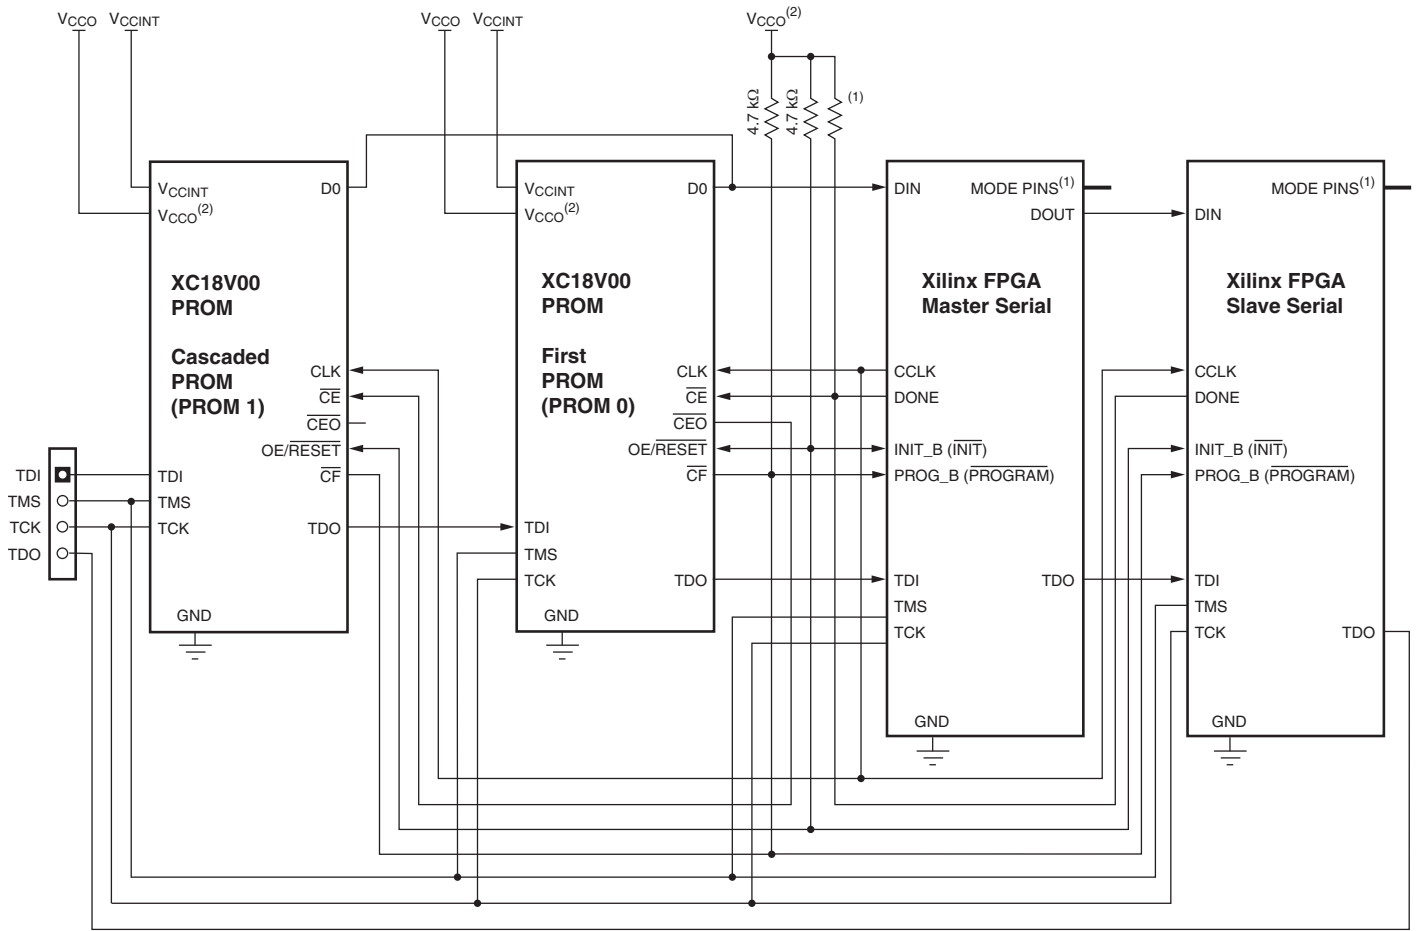 VCCO VCCINT
VCCO VCCINT
VCCO(2)
4.7 kΩ
4.7 kΩ
(1)
VCCINT
VCCO(2)
D0
XC18V00
PROM
Cascaded
PROM
(PROM 1)
CLK
CE
CEO
OE/RESET
CF
TDI
TMS
TCK
TDO
GND
TDI
TMS
TCK
TDO
VCCINT
VCCO(2)
D0
XC18V00
PROM
First
PROM
(PROM 0)
CLK
CE
CEO
OE/RESET
CF
TDI
TMS
TCK
TDO
GND
DIN
MODE PINS(1)
DOUT
Xilinx FPGA
Master Serial
CCLK
DONE
INIT_B (INIT)
PROG_B (PROGRAM)
TDI
TMS
TCK
TDO
GND
MODE PINS(1)
DIN
Xilinx FPGA
Slave Serial
CCLK
DONE
INIT_B (INIT)
PROG_B (PROGRAM)
TDI
TMS
TCK
TDO
GND